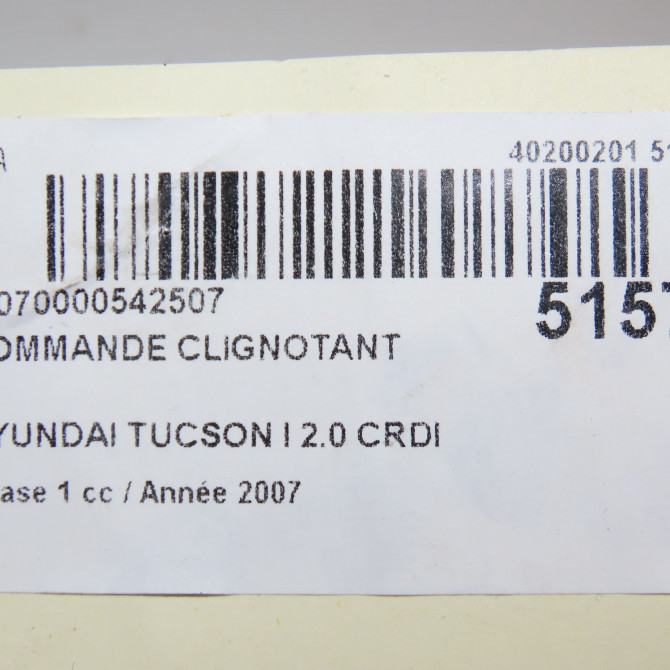 A
40200201 51
070000542507
5157
OMMANDE CLIGNOTANT
YUNDAI TUCSON I 2.0 CRDI
ase 1 cc / Année 2007